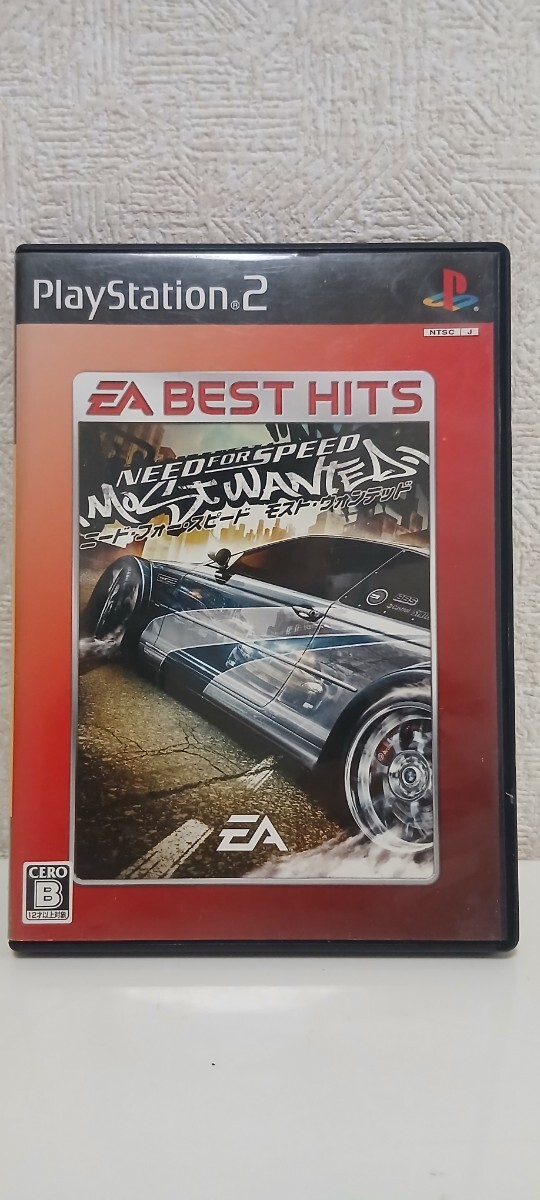 PlayStation®2
NTSC J
EA BEST HITS
NEED FOR SPEED
MOST WANTED
ニード・フォー・スピード モスト・ウォンテッド
BBS
EA
CERO
B
12才以上対象